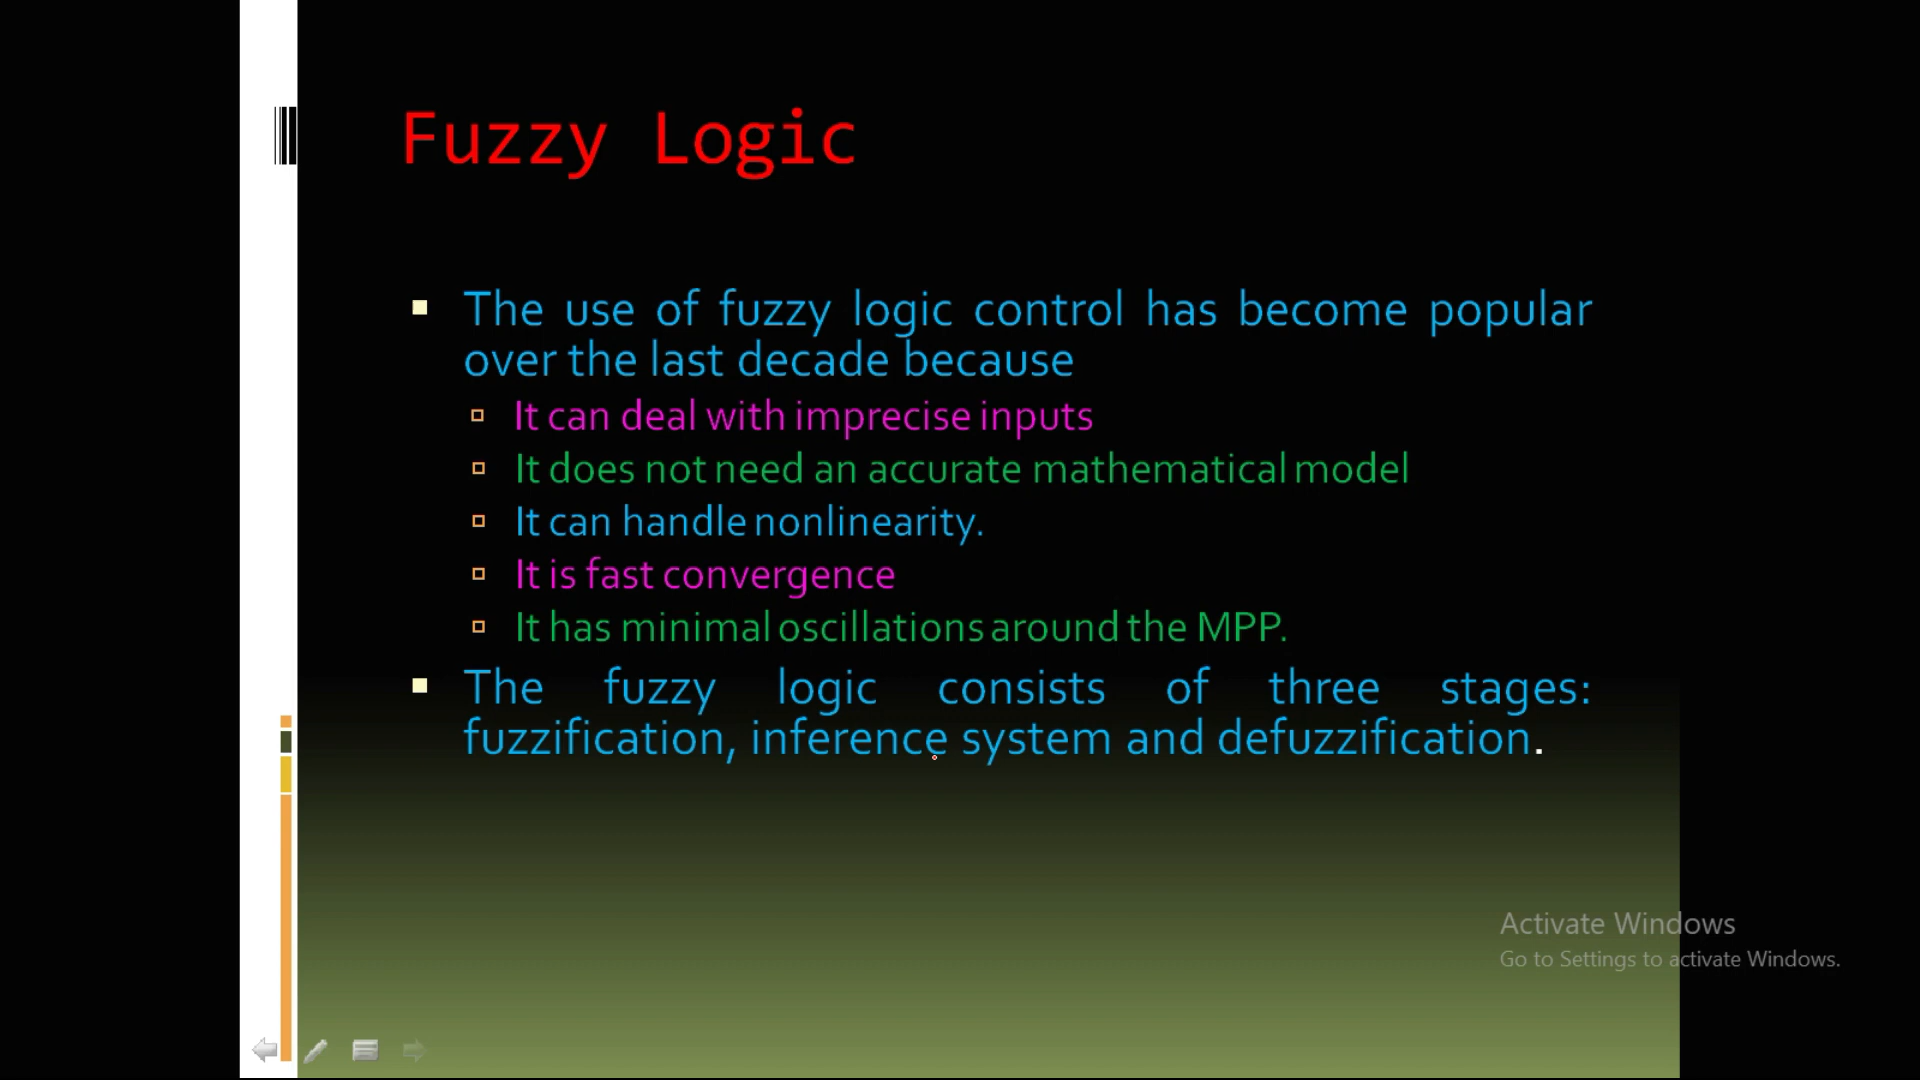 Fuzzy Logic
The use of fuzzy logic control has become popular
over the last decade because
It can deal with imprecise inputs
It does not need an accurate mathematical model
It can handle nonlinearity.
It is fast convergence
It has minimal oscillations around the MPP.
The fuzzy logic consists of three stages:
fuzzification, inference system and defuzzification.
Activate Windows
Go to Settings to activate Windows.